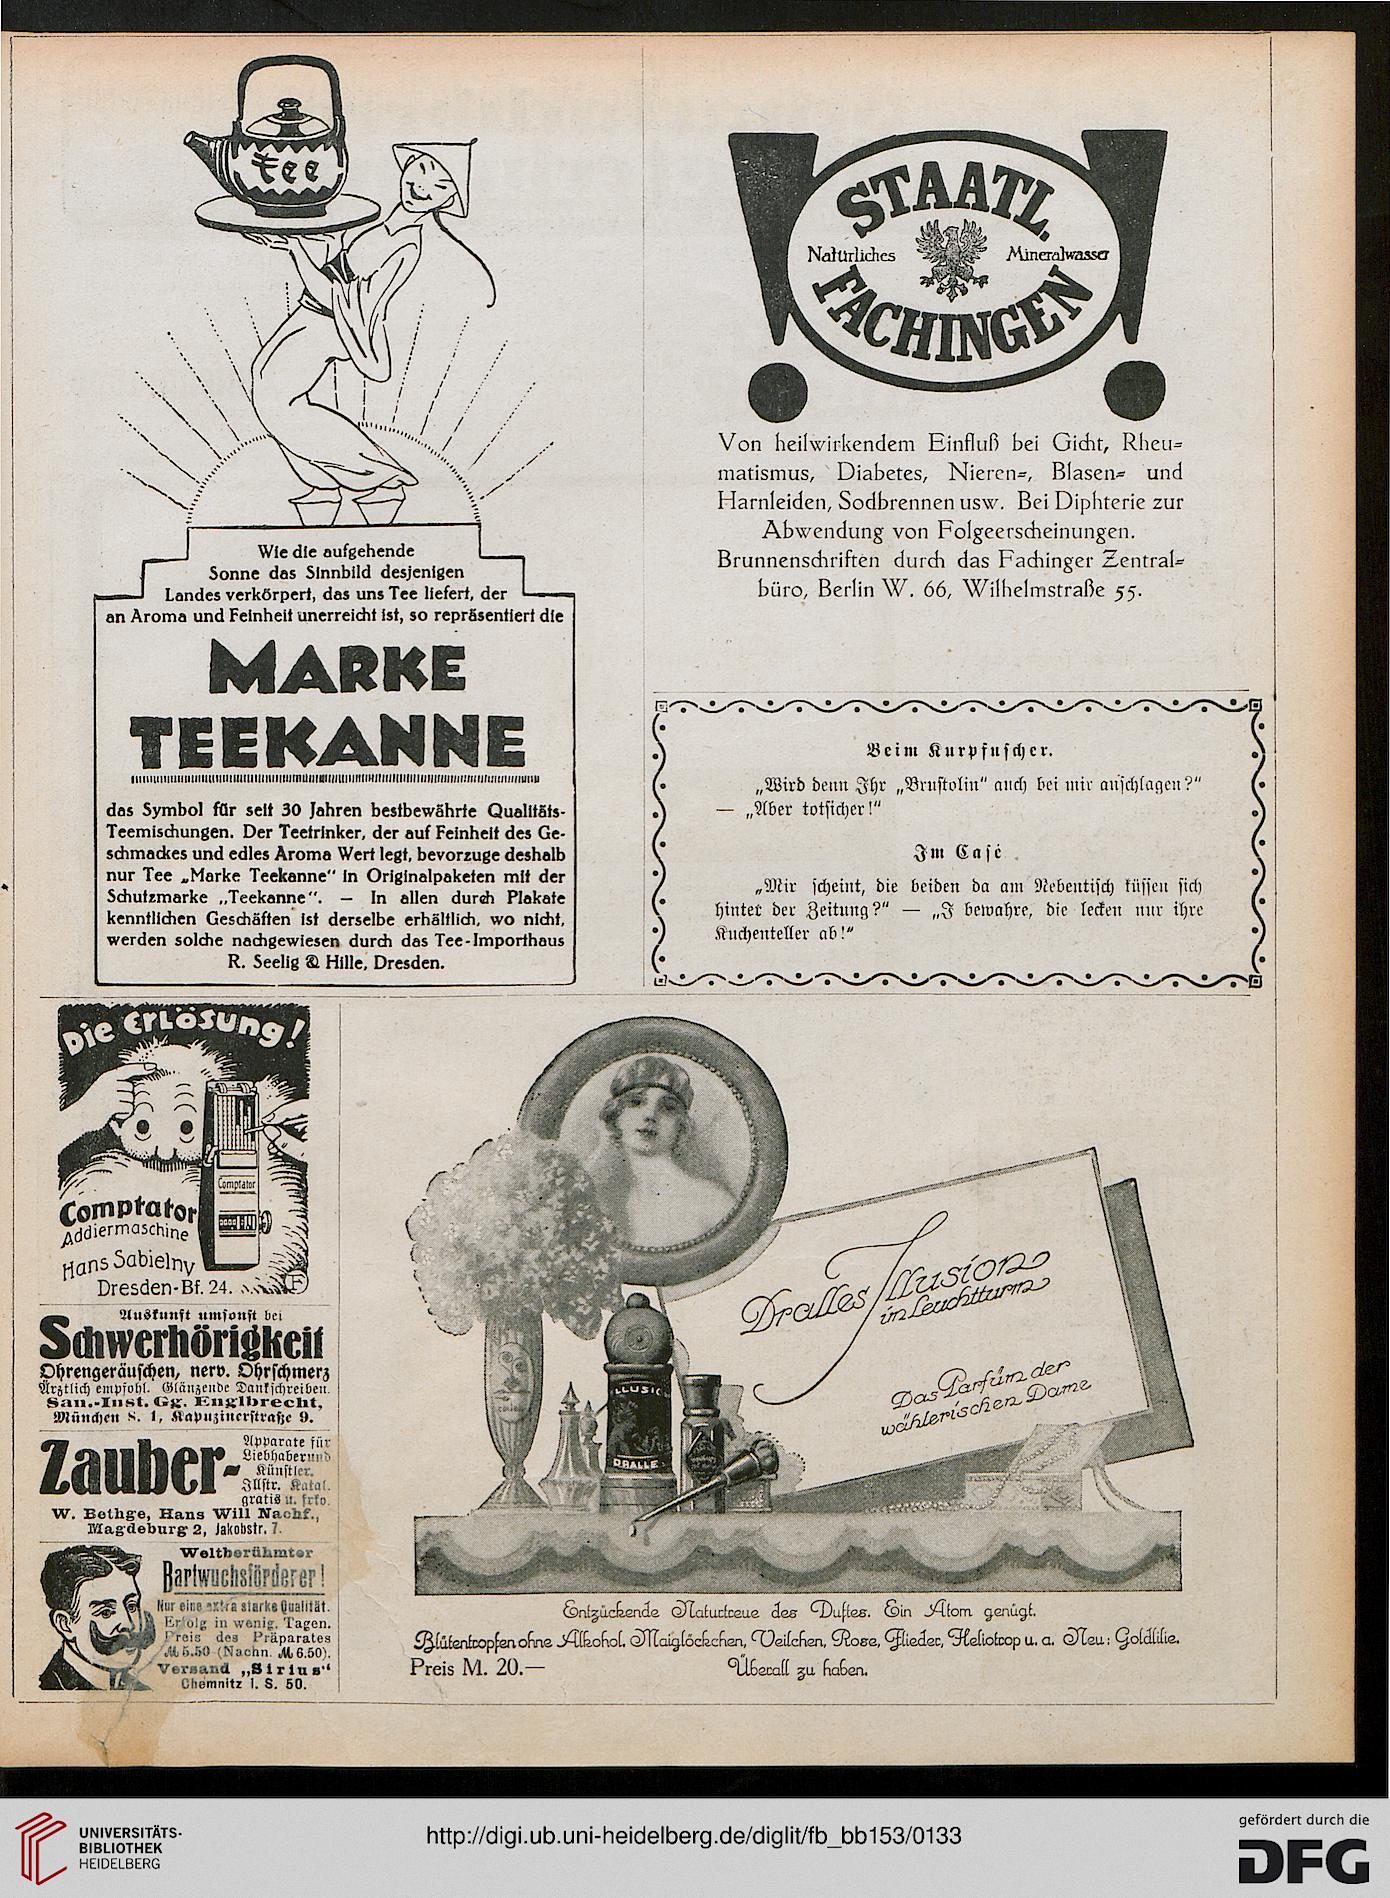 tee
Wie die aufgehende
Sonne das Sinnbild desjenigen
Landes verkörpert, das uns Tee liefert, der
an Aroma und Feinheit unerreicht ist, so repräsentiert die
MARKE
TEEKANNE
das Symbol für seit 30 Jahren bestbewährte Qualitäts-
Teemischungen. Der Teetrinker, der auf Feinheit des Ge-
schmackes und edles Aroma Wert legt, bevorzuge deshalb
nur Tee „Marke Teekanne“ in Originalpaketen mit der
Schutzmarke „Teekanne“. — In allen durch Plakate
kenntlichen Geschäften ist derselbe erhältlich, wo nicht,
werden solche nachgewiesen durch das Tee-Importhaus
R. Seelig & Hille, Dresden.
STAATL.
Natürliches Mineralwasser
FACHINGEN
Von heilwirkendem Einfluß bei Gicht, Rheu-
matismus, Diabetes, Nieren-, Blasen- und
Harnleiden, Sodbrennen usw. Bei Diphterie zur
Abwendung von Folgeerscheinungen.
Brunnenschriften durch das Fachinger Zentral-
büro, Berlin W. 66, Wilhelmstraße 55.
Beim Kurpfuscher.
„Wird denn Ihr „Brustolin“ auch bei mir anschlagen?“
— „Aber totsicher!“
Im Café
„Mir scheint, die beiden da am Nebentisch küssen sich
hinter der Zeitung?“ — „I bewahre, die lecken nur ihre
Kuchenteller ab!“
Die Erlösung!
Comptator
Comptator
Addiermaschine
Hans Sabielny
Dresden-Bf. 24.
F
Auskunft umsonst bei
Schwerhörigkeit
Ohrengeräuschen, nerv. Ohrschmerz
Ärztlich empfohl. Glänzende Dankschreiben.
San.-Inst. Gg. Englbrecht,
München S. 1, Kapuzinerstraße 9.
Zauber-
Apparate für
Liebhaber und
Künstler.
Illstr. Katal.
gratis u. frko.
W. Bethge, Hans Will Nachf.,
Magdeburg 2, Jakobstr. 7.
Weltberühmter
Bartwuchsförderer!
Nur eine extra starke Qualität.
Erfolg in wenig. Tagen.
Preis des Präparates
M 5.50 (Nachn. M 6.50).
Versand „Sirius“
Chemnitz i. S. 50.
Dralles Illusion
im Leuchtturm
Das Parfüm der
wählerischen Dame
ILLUSION
DRALLE
Entzückende Naturtreue des Duftes. Ein Atom genügt.
Blütentropfen ohne Alkohol. Maiglöckchen, Veilchen, Rose, Flieder, Heliotrop u. a. Neu: Goldlilie.
Preis M. 20.— Überall zu haben.
UNIVERSITÄTS-
BIBLIOTHEK
HEIDELBERG
http://digi.ub.uni-heidelberg.de/diglit/fb_bb153/0133
gefördert durch die
DFG